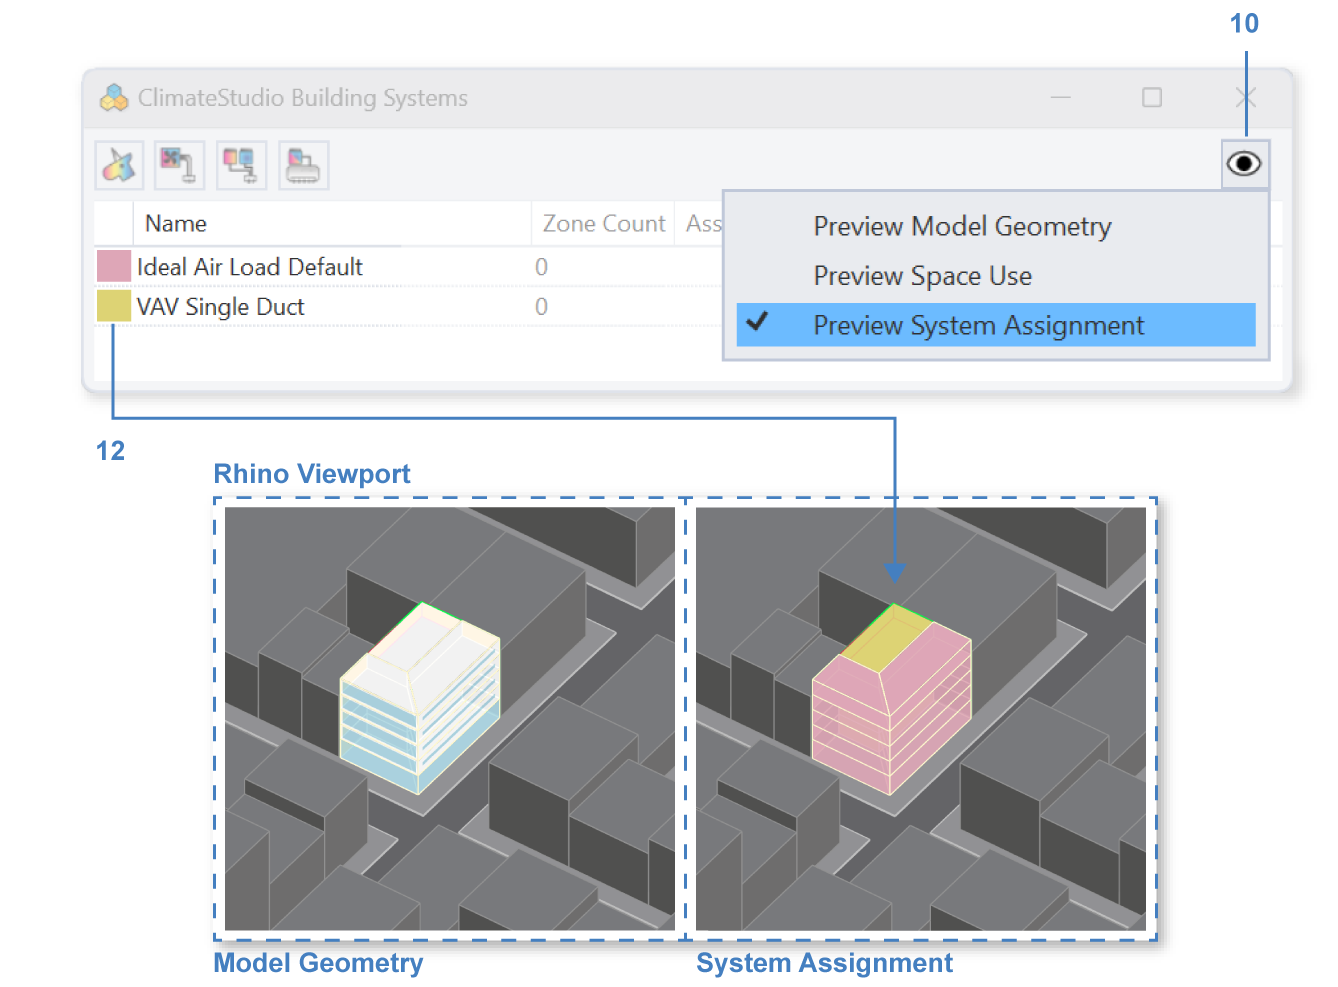 10
ClimateStudio Building Systems
Name Zone Count Ass
Preview Model Geometry
Ideal Air Load Default 0
Preview Space Use
VAV Single Duct 0
Preview System Assignment
12
Rhino Viewport
Model Geometry System Assignment